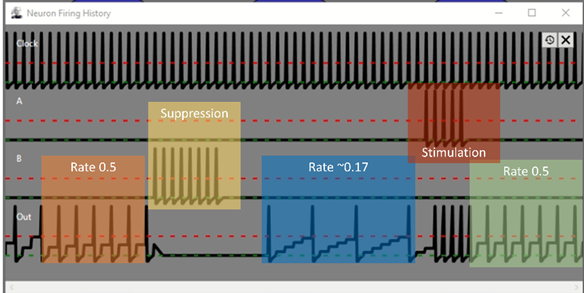 Neuron Firing History
Clock
A
Suppression
B
Stimulation
Rate 0.5
Rate ~0.17
Rate 0.5
Out